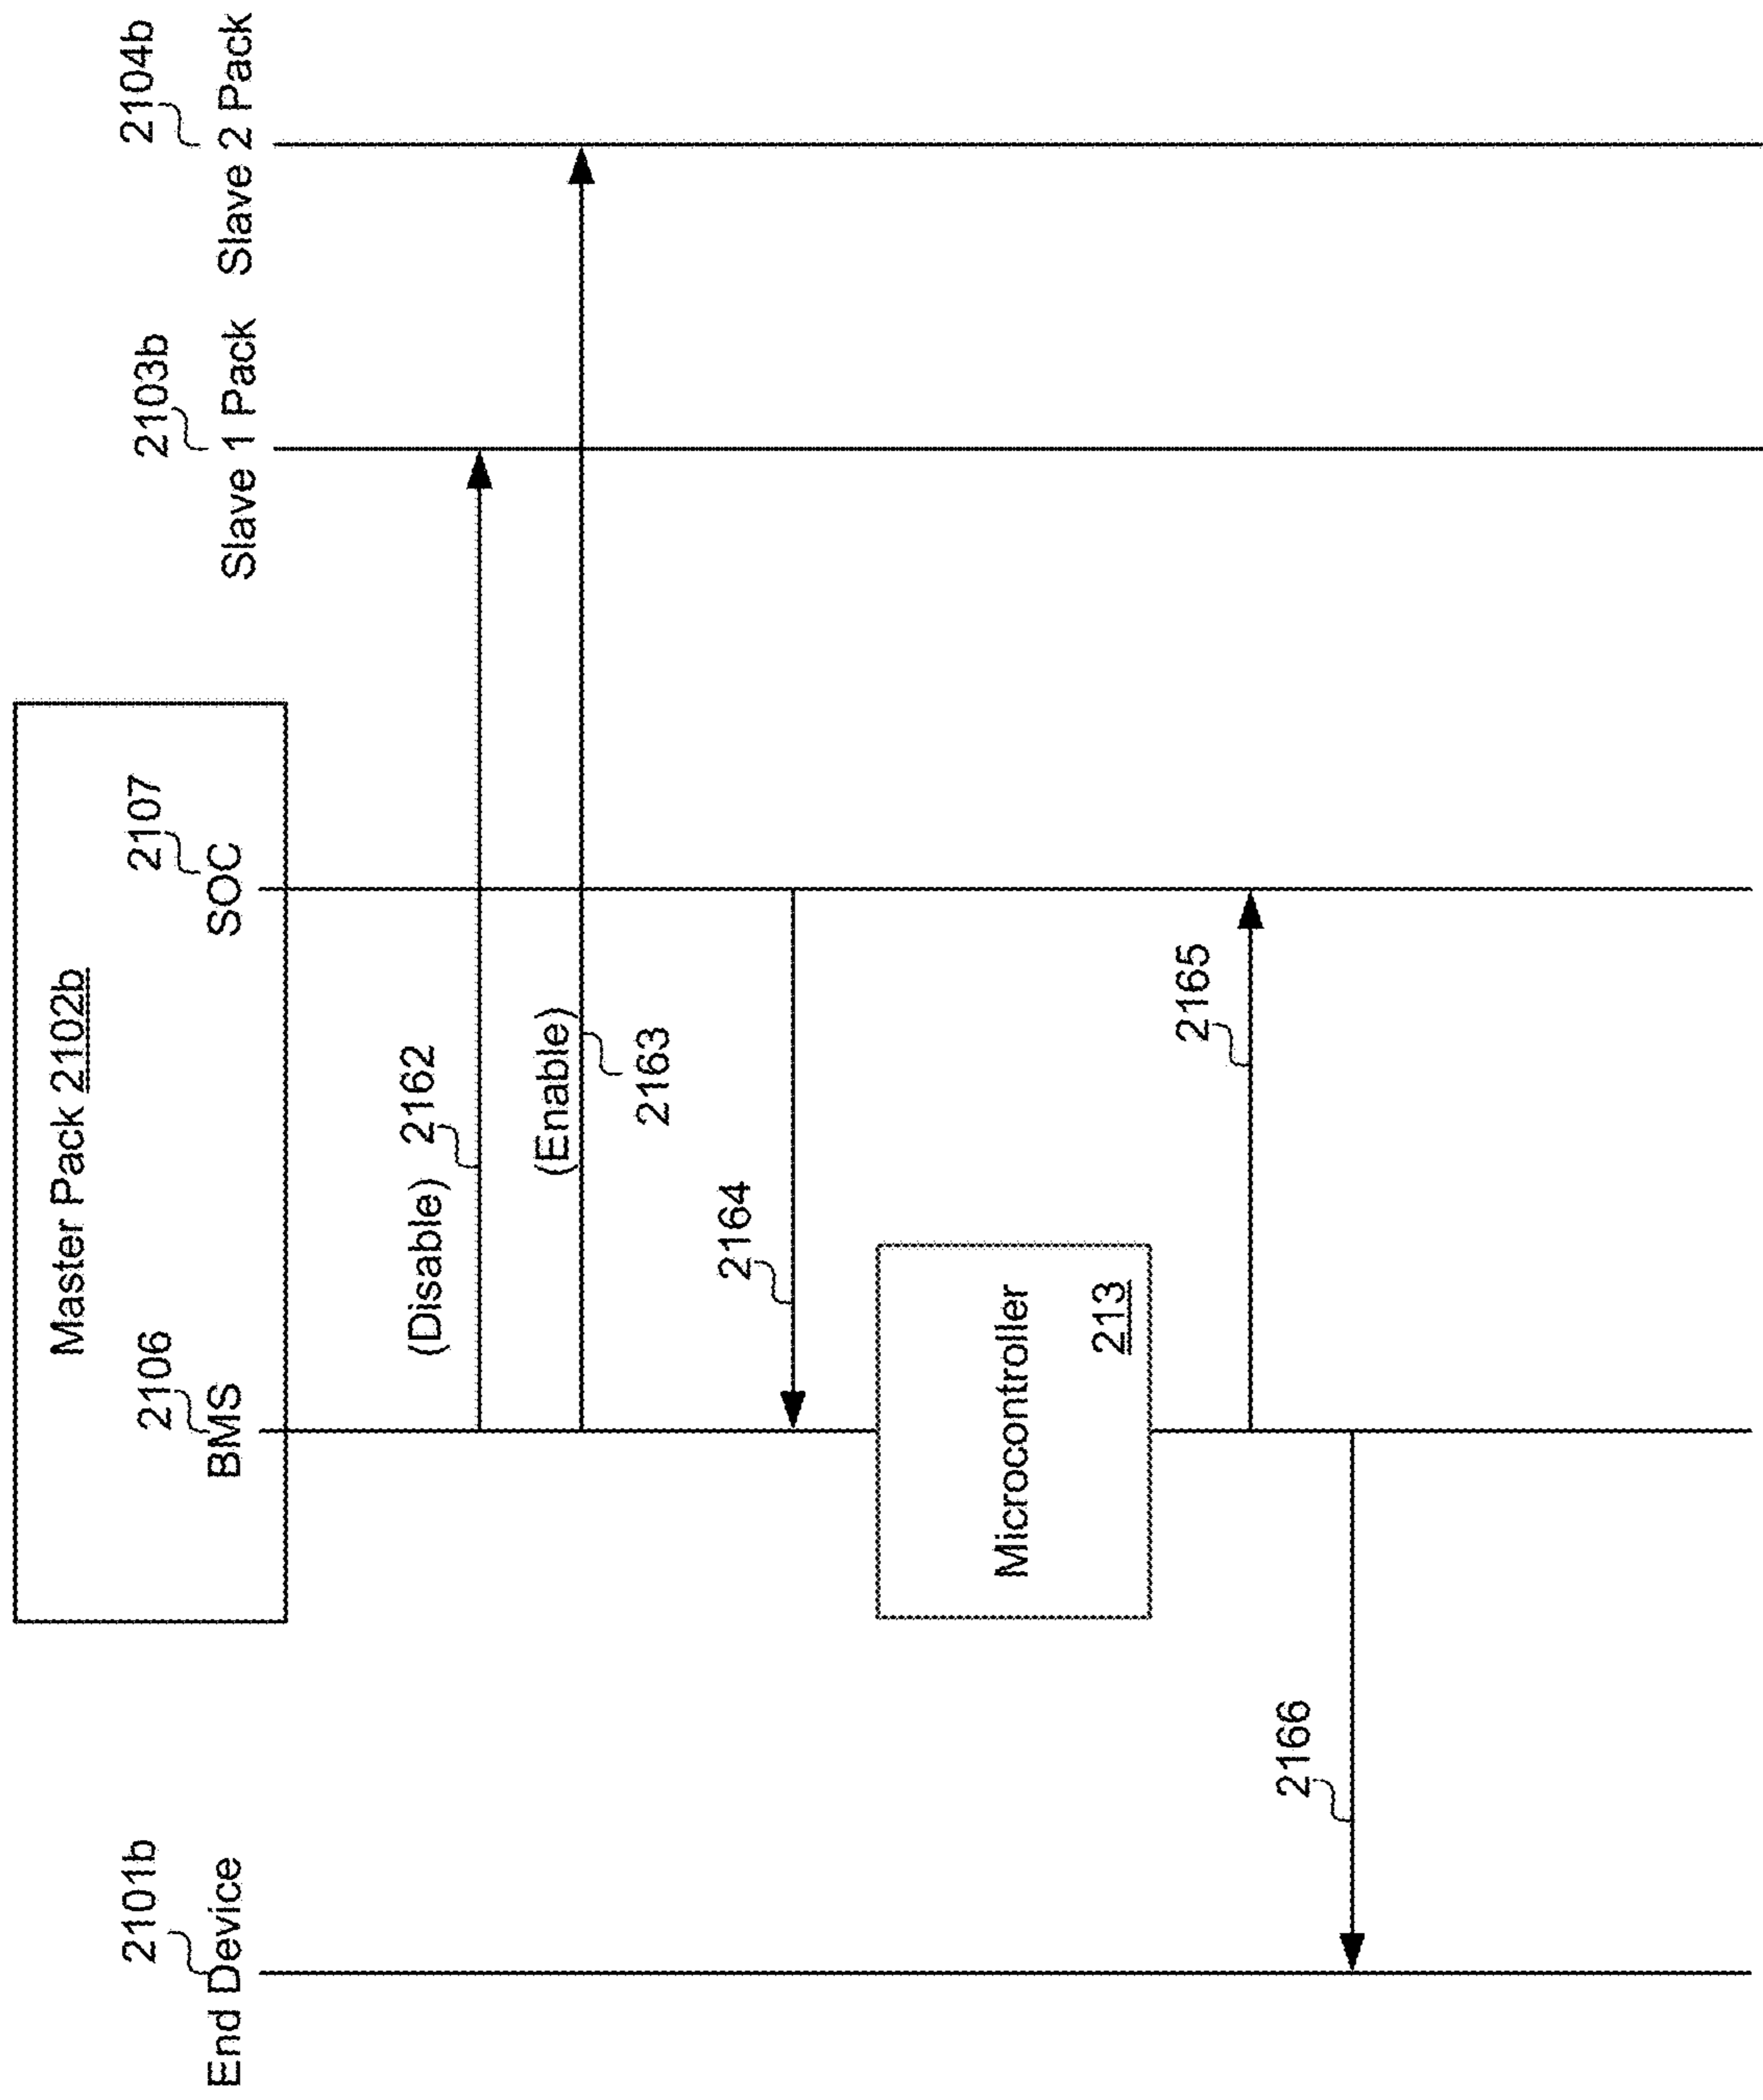 Master Pack 2102b
2101b
End Device
2106
BMS
2107
SOC
2103b
Slave 1 Pack
2104b
Slave 2 Pack
(Disable) 2162
(Enable)
2163
2164
Microcontroller
213
2165
2166